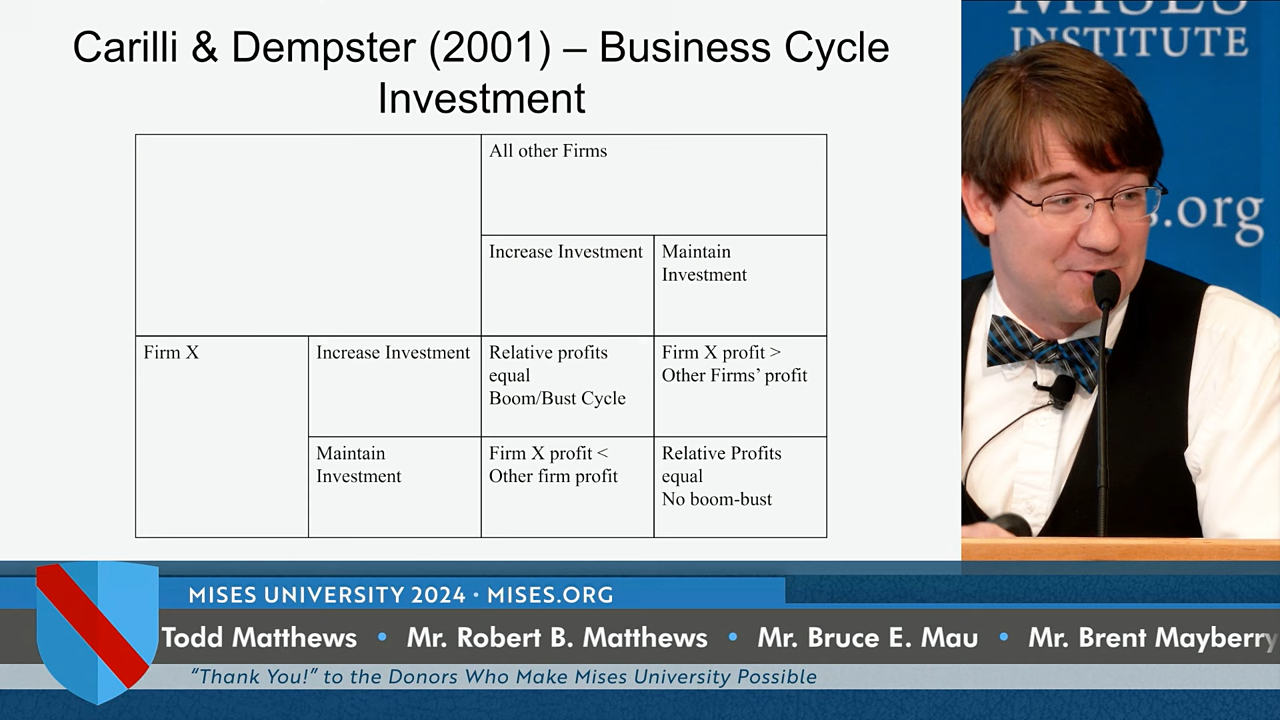 Carilli & Dempster (2001) – Business Cycle
Investment
All other Firms
Increase Investment
Maintain
Investment
Firm X
Increase Investment
Relative profits
equal
Boom/Bust Cycle
Firm X profit >
Other Firms’ profit
Maintain
Investment
Firm X profit <
Other firm profit
Relative Profits
equal
No boom-bust
MISES
INSTITUTE
s.org
MISES UNIVERSITY 2024 • MISES.ORG
Todd Matthews • Mr. Robert B. Matthews • Mr. Bruce E. Mau • Mr. Brent Mayberry
“Thank You!” to the Donors Who Make Mises University Possible